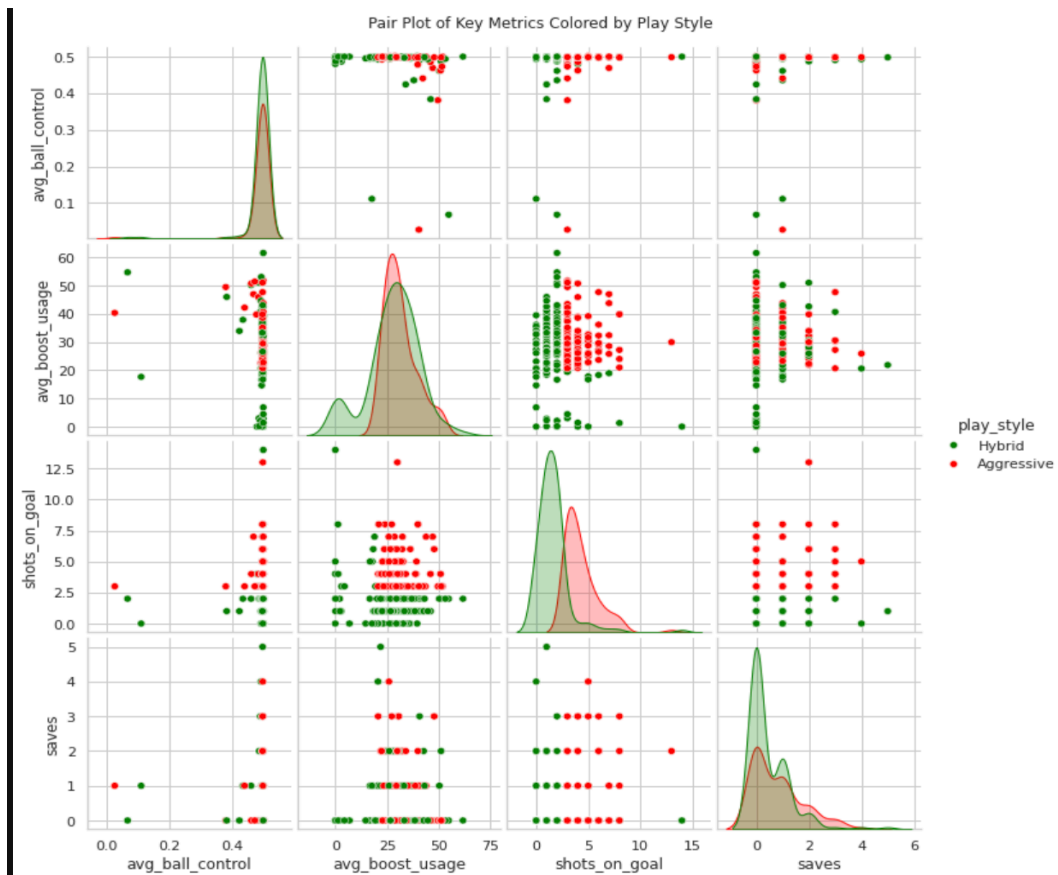 Pair Plot of Key Metrics Colored by Play Style
avg_ball_control
0.5
0.4
0.3
0.2
0.1
avg_boost_usage
60
50
40
30
20
10
0
shots_on_goal
12.5
10.0
7.5
5.0
2.5
0.0
saves
5
4
3
2
1
0
0.0 0.2 0.4
avg_ball_control
0 25 50 75
avg_boost_usage
0 5 10 15
shots_on_goal
0 2 4 6
saves
play_style
Hybrid
Aggressive